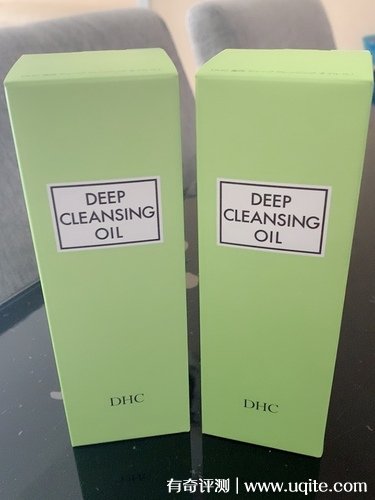 DEEP
CLEANSING
OIL
DHC
DEEP
CLEANSING
OIL
DHC
有奇评测 | www.uqite.com